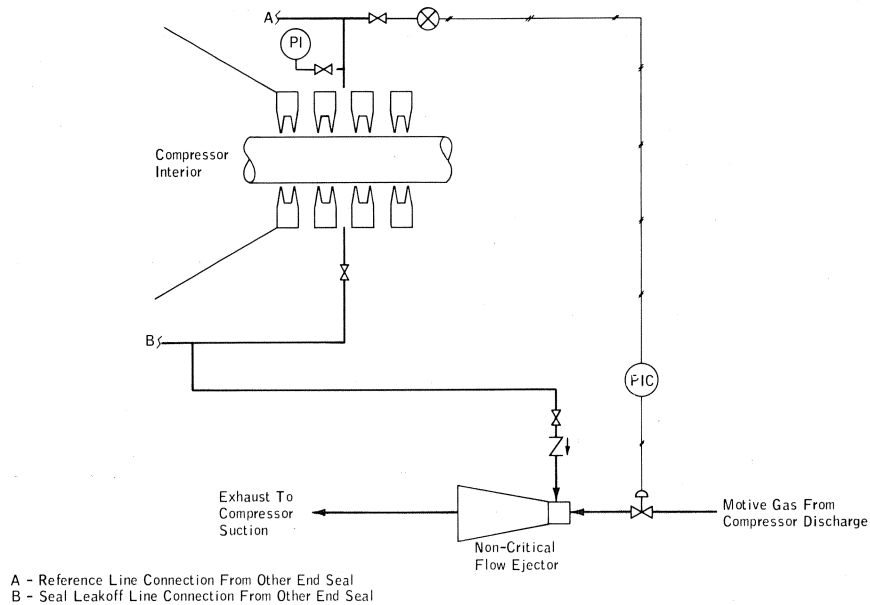 A
PI
Compressor
Interior
B
PIC
Exhaust To
Compressor
Suction
Motive Gas From
Compressor Discharge
Non-Critical
Flow Ejector
A - Reference Line Connection From Other End Seal
B - Seal Leakoff Line Connection From Other End Seal